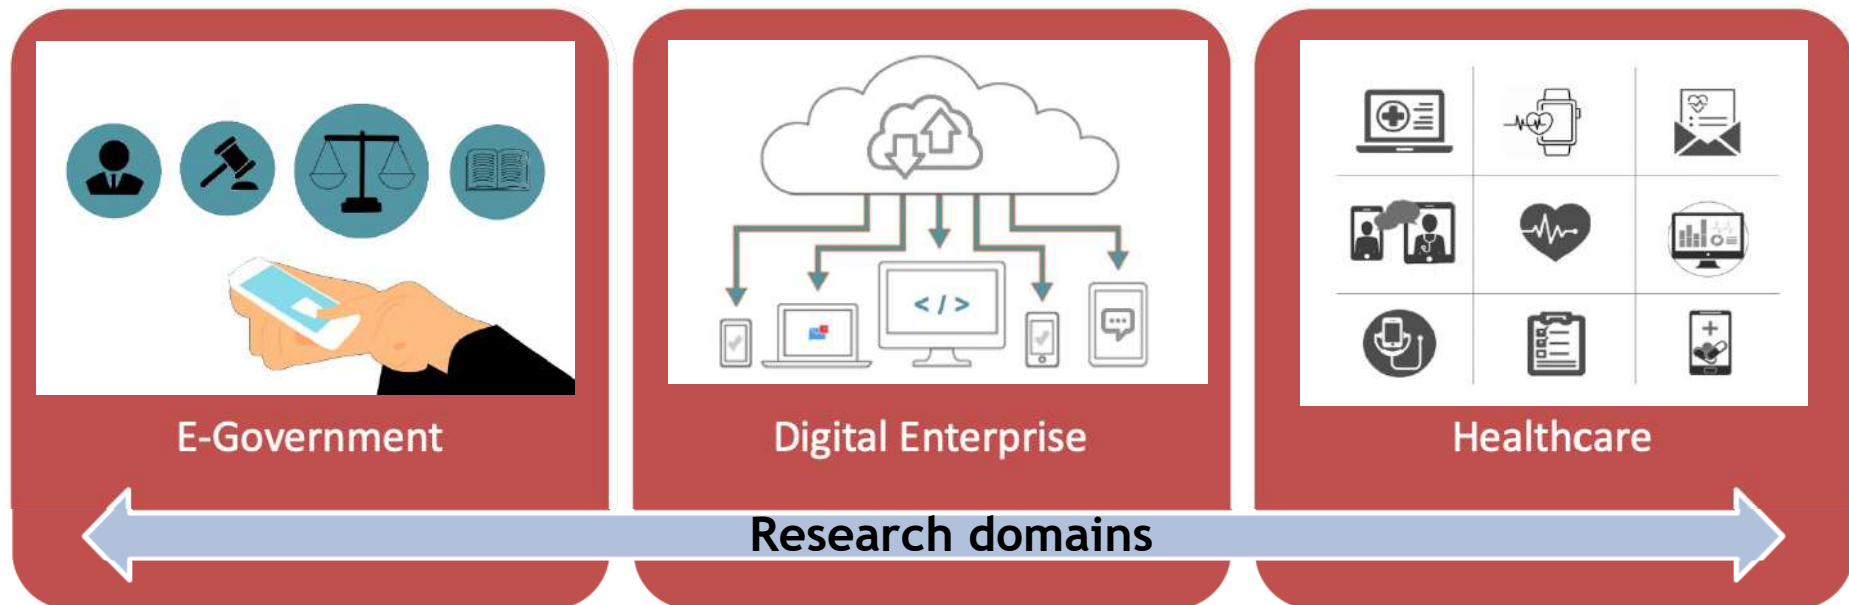 </>
E-Government
Digital Enterprise
Healthcare
Research domains